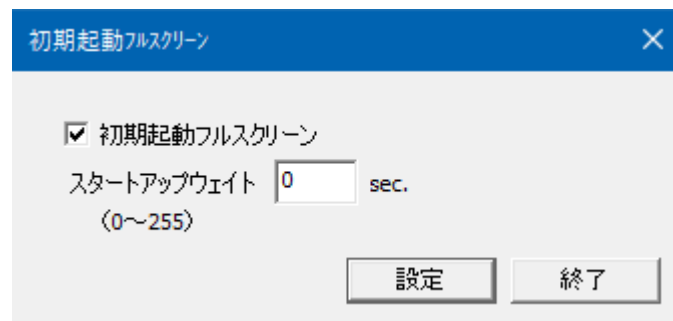 初期起動ﾌﾙｽｸﾘｰﾝ
初期起動フルスクリーン
スタートアップウェイト 0 sec.
（0～255）
設定 終了